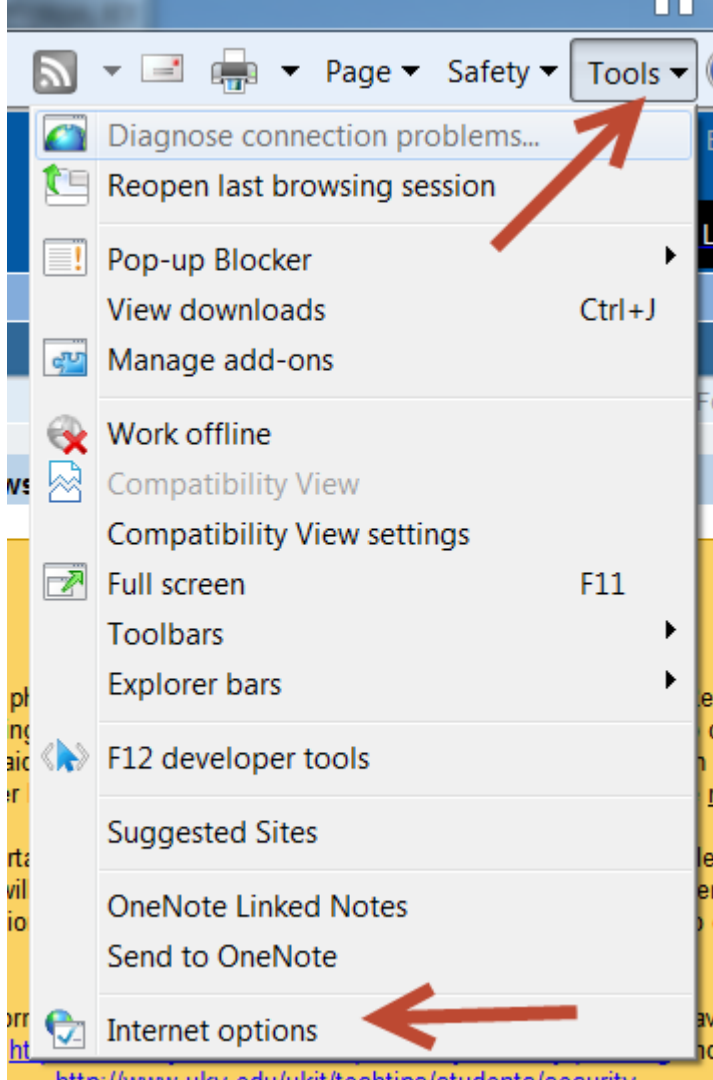 Page Safety Tools
Diagnose connection problems...
Reopen last browsing session
Pop-up Blocker
View downloads Ctrl+J
Manage add-ons
Work offline
Compatibility View
Compatibility View settings
Full screen F11
Toolbars
Explorer bars
F12 developer tools
Suggested Sites
OneNote Linked Notes
Send to OneNote
Internet options